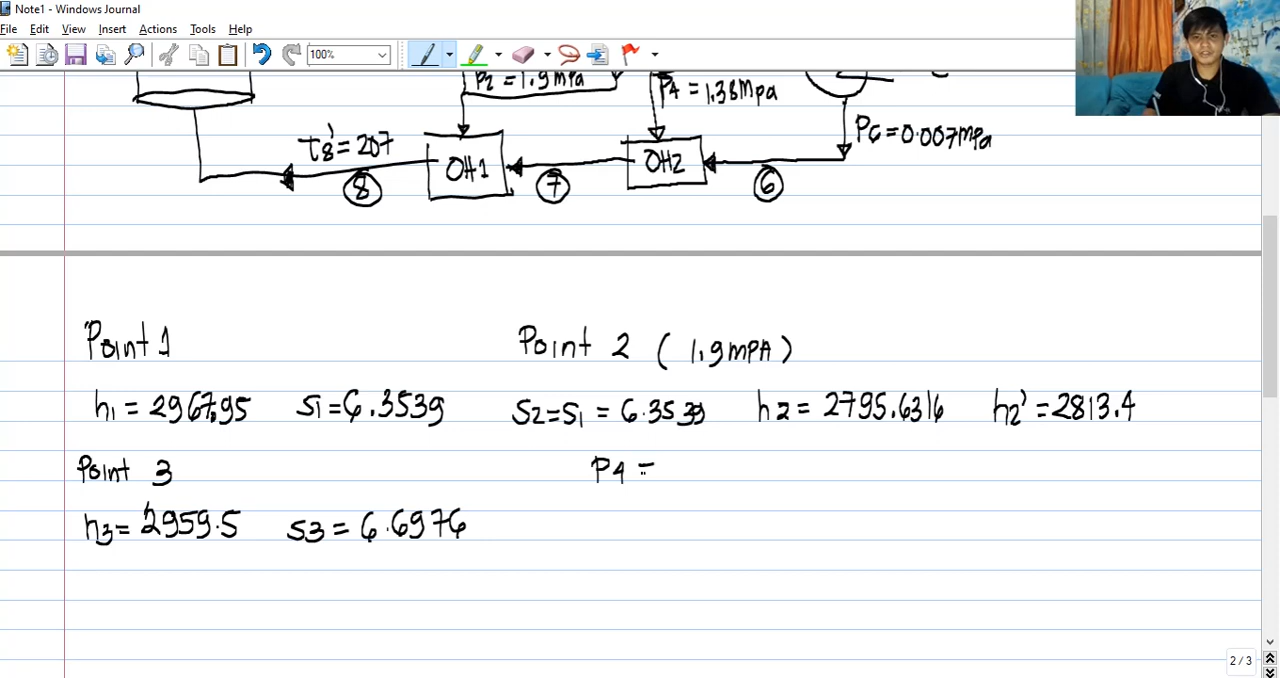 Note1 - Windows Journal
File Edit View Insert Actions Tools Help
100%
P2 = 1.9mpa
P4 = 1.38mpa
t8' = 207
OH1
OH2
P6 = 0.007mpa
8
7
6
Point 1
Point 2 (1.9mPA)
h1 = 2967.95 s1 = 6.3539 s2=s1 = 6.3539 h2 = 2795.6316 h2' = 2813.4
Point 3
P4 =
h3 = 2959.5 s3 = 6.6976
2 / 3